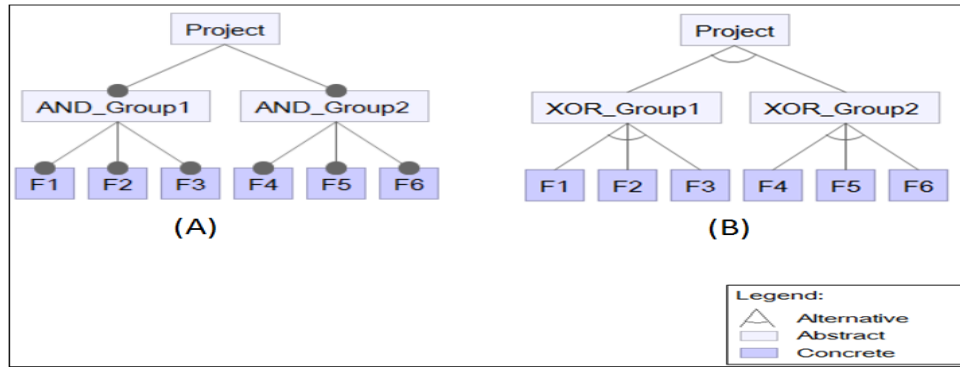 Project
AND_Group1 AND_Group2
F1 F2 F3 F4 F5 F6
(A)
Project
XOR_Group1 XOR_Group2
F1 F2 F3 F4 F5 F6
(B)
Legend:
Alternative
Abstract
Concrete